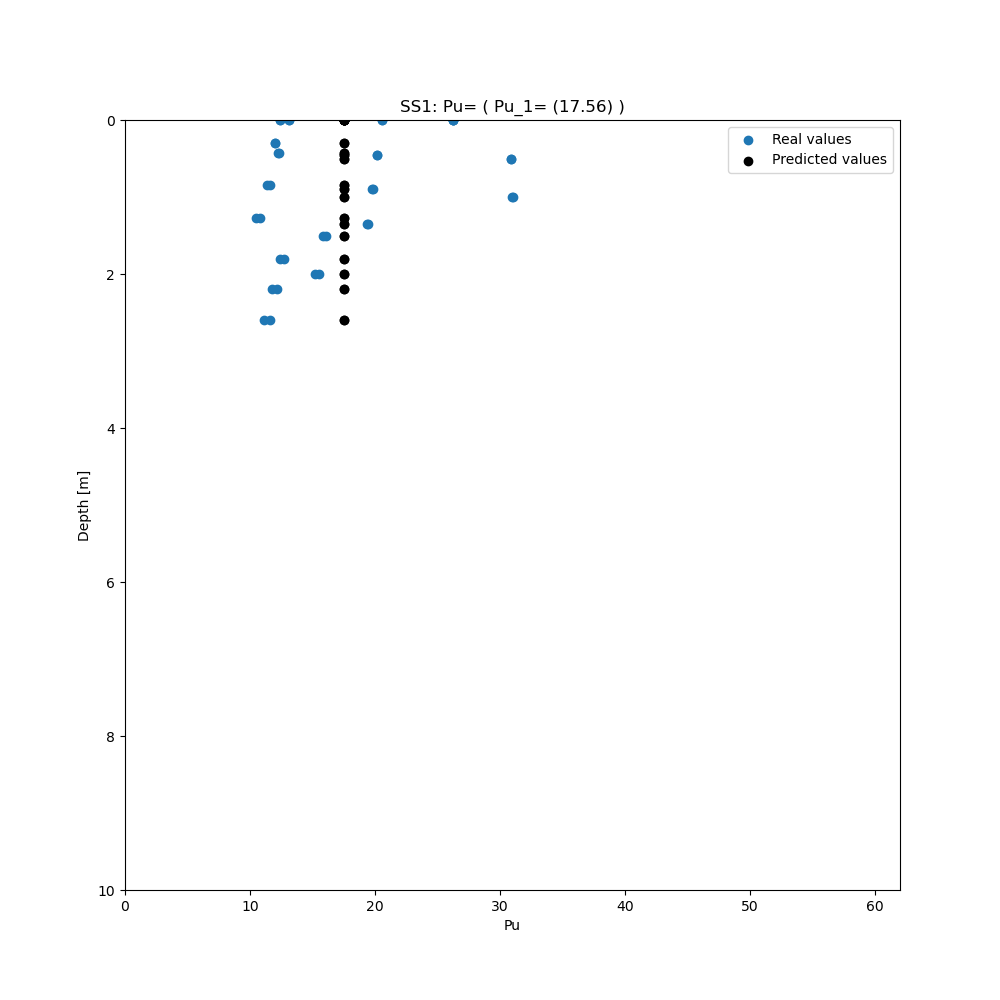 SS1: Pu= ( Pu_1= (17.56) )
Real values
Predicted values
0
2
4
6
8
10
Depth [m]
0 10 20 30 40 50 60
Pu